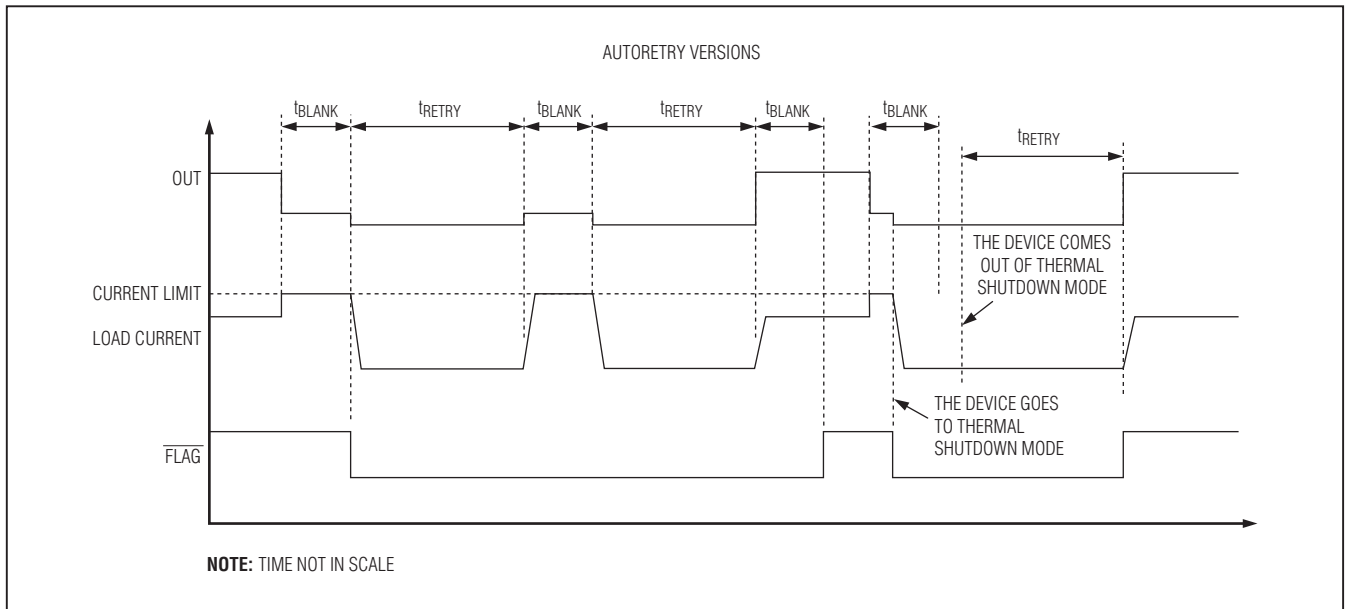 AUTORETRY VERSIONS
tBLANK
tRETRY
tBLANK
tRETRY
tBLANK
tBLANK
tRETRY
OUT
THE DEVICE COMES
OUT OF THERMAL
SHUTDOWN MODE
CURRENT LIMIT
LOAD CURRENT
THE DEVICE GOES
TO THERMAL
SHUTDOWN MODE
FLAG
NOTE: TIME NOT IN SCALE